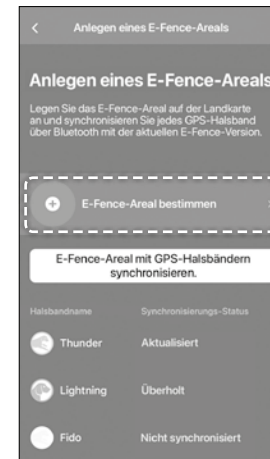 Anlegen eines E-Fence-Areals
Anlegen eines E-Fence-Areals
Legen Sie das E-Fence-Areal auf der Landkarte
an und synchronisieren Sie jedes GPS-Halsband
über Bluetooth mit der aktuellen E-Fence-Version.
E-Fence-Areal bestimmen
E-Fence-Areal mit GPS-Halsbändern
synchronisieren.
Halsbandname Synchronisierungs-Status
Thunder Aktualisiert
Lightning Überholt
Fido Nicht synchronisiert